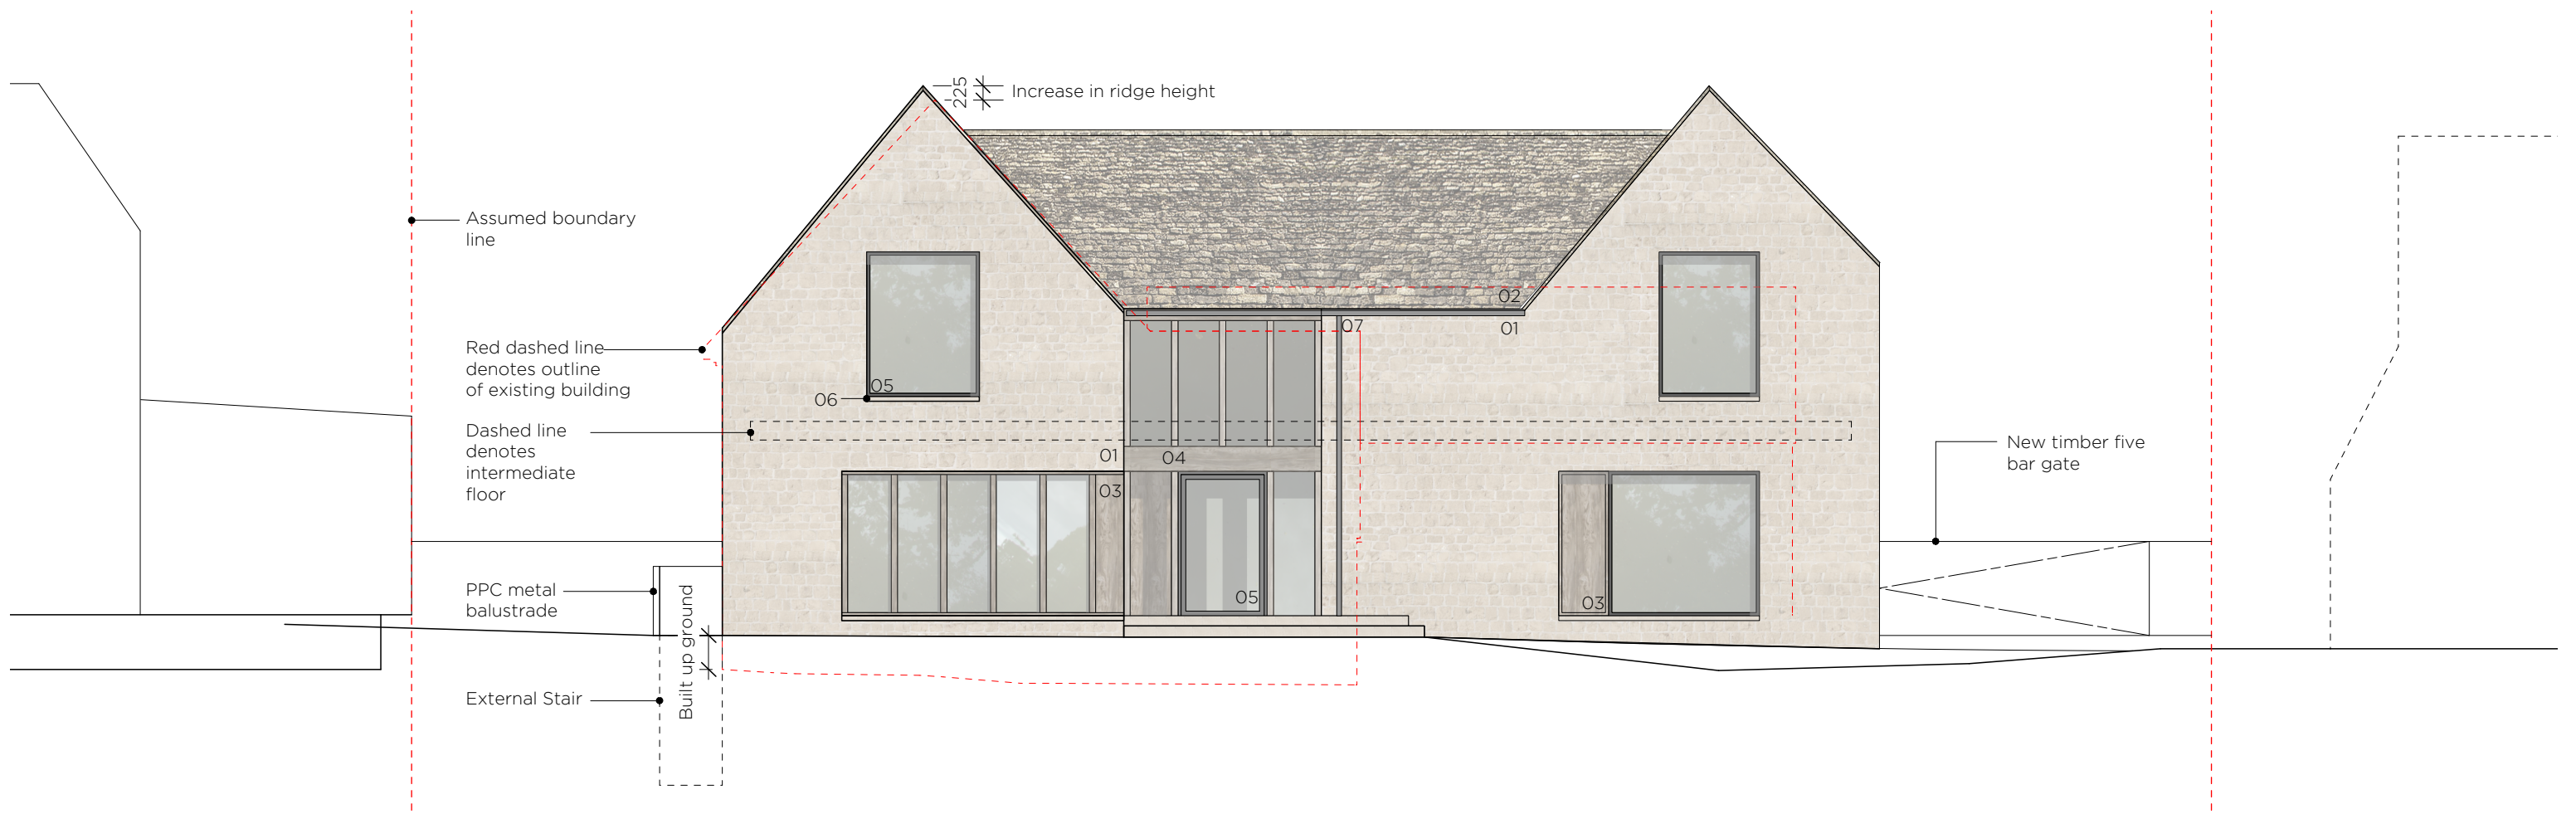 225
Increase in ridge height
Assumed boundary
line
02
07
01
Red dashed line
denotes outline
of existing building
05
06
Dashed line
denotes
intermediate
floor
01
04
03
New timber five
bar gate
PPC metal
balustrade
05
03
Built up ground
External Stair